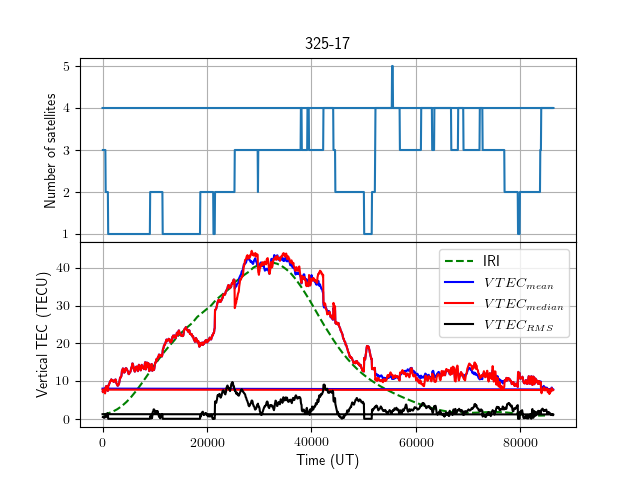 325-17
Number of satellites
5
4
3
2
1
Vertical TEC (TECU)
40
30
20
10
0
IRI
VTEC_mean
VTEC_median
VTEC_RMS
0 20000 40000 60000 80000
Time (UT)